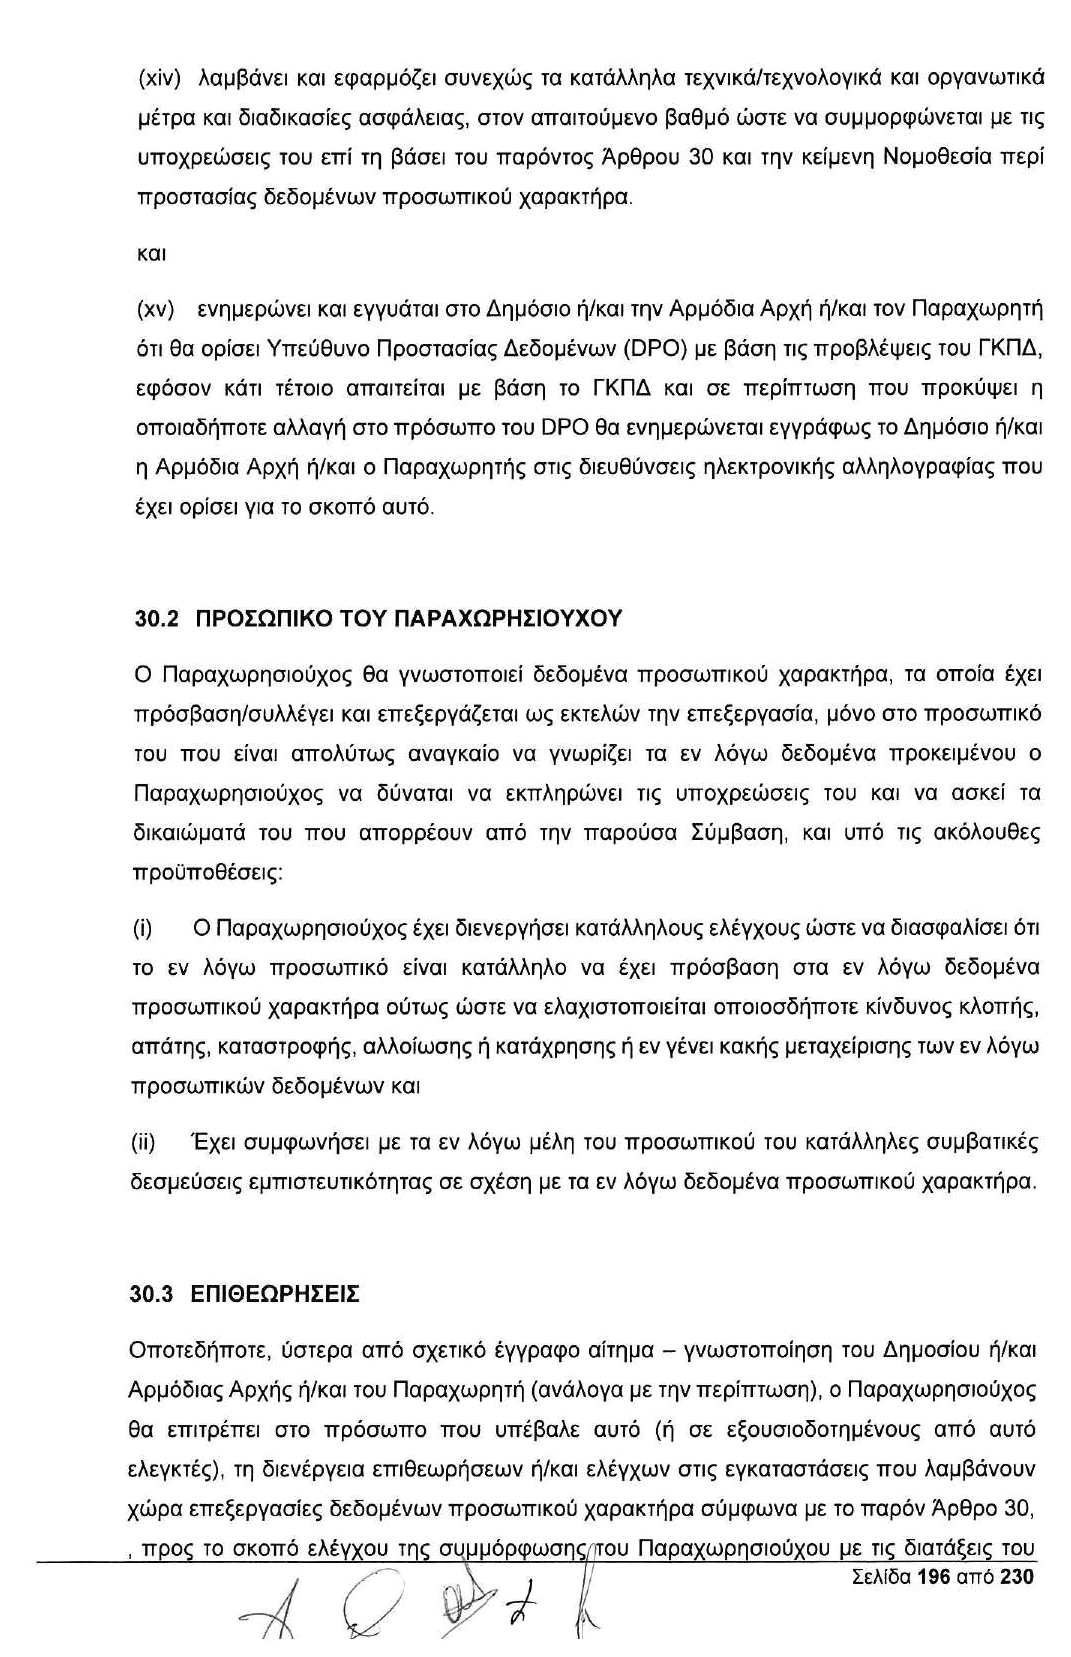 (xiv) λαμβάνει και εφαρμόζει συνεχώς τα κατάλληλα τεχνικά/τεχνολογικά και οργανωτικά
μέτρα και διαδικασίες ασφάλειας, στον απαιτούμενο βαθμό ώστε να συμμορφώνεται με τις
υποχρεώσεις του επί τη βάσει του παρόντος Άρθρου 30 και την κείμενη Νομοθεσία περί
προστασίας δεδομένων προσωπικού χαρακτήρα.
και
(xv) ενημερώνει και εγγυάται στο Δημόσιο ή/και την Αρμόδια Αρχή ή/και τον Παραχωρητή
ότι θα ορίσει Υπεύθυνο Προστασίας Δεδομένων (DPO) με βάση τις προβλέψεις του ΓΚΠΔ,
εφόσον κάτι τέτοιο απαιτείται με βάση το ΓΚΠΔ και σε περίπτωση που προκύψει η
οποιαδήποτε αλλαγή στο πρόσωπο του DPO θα ενημερώνεται εγγράφως το Δημόσιο ή/και
η Αρμόδια Αρχή ή/και ο Παραχωρητής στις διευθύνσεις ηλεκτρονικής αλληλογραφίας που
έχει ορίσει για το σκοπό αυτό.
30.2 ΠΡΟΣΩΠΙΚΟ ΤΟΥ ΠΑΡΑΧΩΡΗΣΙΟΥΧΟΥ
Ο Παραχωρησιούχος θα γνωστοποιεί δεδομένα προσωπικού χαρακτήρα, τα οποία έχει
πρόσβαση/συλλέγει και επεξεργάζεται ως εκτελών την επεξεργασία, μόνο στο προσωπικό
του που είναι απολύτως αναγκαίο να γνωρίζει τα εν λόγω δεδομένα προκειμένου ο
Παραχωρησιούχος να δύναται να εκπληρώνει τις υποχρεώσεις του και να ασκεί τα
δικαιώματά του που απορρέουν από την παρούσα Σύμβαση, και υπό τις ακόλουθες
προϋποθέσεις:
(i) Ο Παραχωρησιούχος έχει διενεργήσει κατάλληλους ελέγχους ώστε να διασφαλίσει ότι
το εν λόγω προσωπικό είναι κατάλληλο να έχει πρόσβαση στα εν λόγω δεδομένα
προσωπικού χαρακτήρα ούτως ώστε να ελαχιστοποιείται οποιοσδήποτε κίνδυνος κλοπής,
απάτης, καταστροφής, αλλοίωσης ή κατάχρησης ή εν γένει κακής μεταχείρισης των εν λόγω
προσωπικών δεδομένων και
(ii) Έχει συμφωνήσει με τα εν λόγω μέλη του προσωπικού του κατάλληλες συμβατικές
δεσμεύσεις εμπιστευτικότητας σε σχέση με τα εν λόγω δεδομένα προσωπικού χαρακτήρα.
30.3 ΕΠΙΘΕΩΡΗΣΕΙΣ
Οποτεδήποτε, ύστερα από σχετικό έγγραφο αίτημα – γνωστοποίηση του Δημοσίου ή/και
Αρμόδιας Αρχής ή/και του Παραχωρητή (ανάλογα με την περίπτωση), ο Παραχωρησιούχος
θα επιτρέπει στο πρόσωπο που υπέβαλε αυτό (ή σε εξουσιοδοτημένους από αυτό
ελεγκτές), τη διενέργεια επιθεωρήσεων ή/και ελέγχων στις εγκαταστάσεις που λαμβάνουν
χώρα επεξεργασίες δεδομένων προσωπικού χαρακτήρα σύμφωνα με το παρόν Άρθρο 30,
, προς το σκοπό ελέγχου της συμμόρφωσης του Παραχωρησιούχου με τις διατάξεις του
Σελίδα 196 από 230